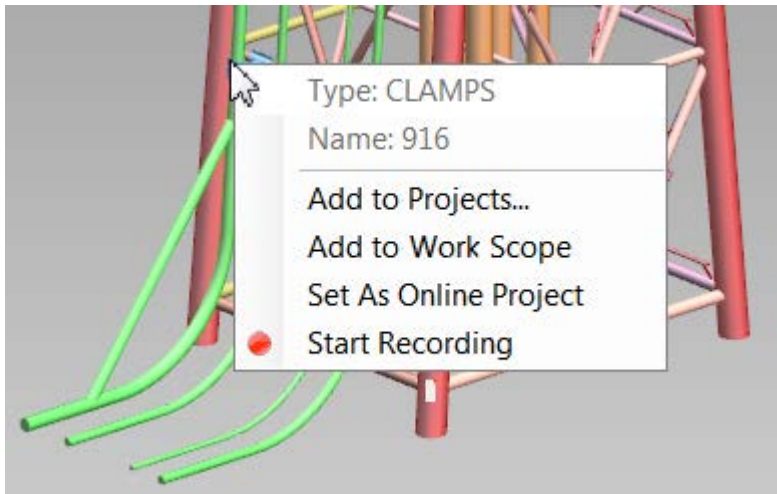 Type: CLAMPS
Name: 916
Add to Projects...
Add to Work Scope
Set As Online Project
Start Recording